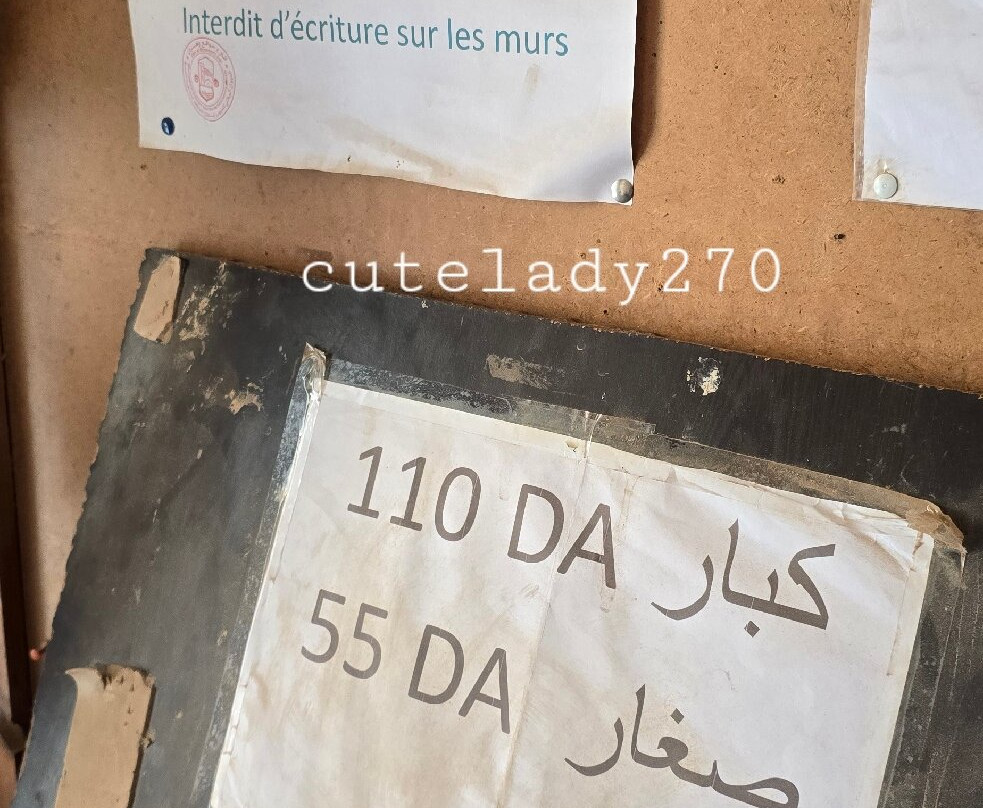 Interdit d'écriture sur les murs
cutelady270
110 DA كبار
55 DA صغار